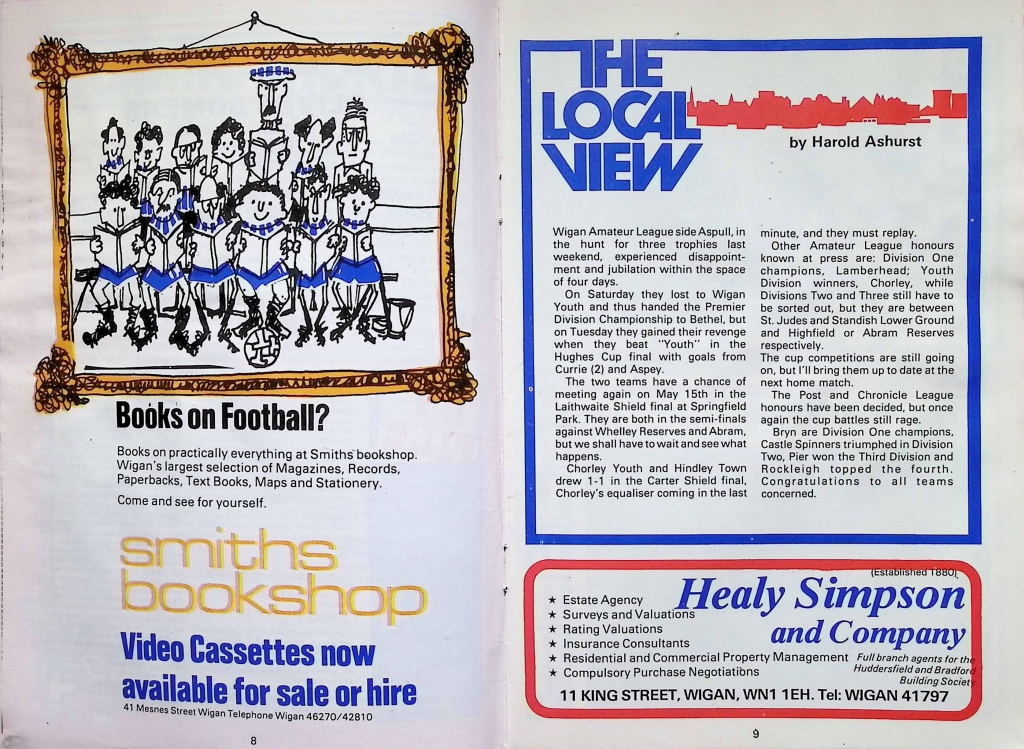 Books on Football?
Books on practically everything at Smiths bookshop.
Wigan's largest selection of Magazines, Records,
Paperbacks, Text Books, Maps and Stationery.
Come and see for yourself.
smiths
bookshop
Video Cassettes now
available for sale or hire
41 Mesnes Street Wigan Telephone Wigan 46270/42810
8
THE
LOCAL
VIEW
by Harold Ashurst
Wigan Amateur League side Aspull, in
the hunt for three trophies last
weekend, experienced disappoint-
ment and jubilation within the space
of four days.
On Saturday they lost to Wigan
Youth and thus handed the Premier
Division Championship to Bethel, but
on Tuesday they gained their revenge
when they beat "Youth" in the
Hughes Cup final with goals from
Currie (2) and Aspey.
The two teams have a chance of
meeting again on May 15th in the
Laithwaite Shield final at Springfield
Park. They are both in the semi-finals
against Whelley Reserves and Abram,
but we shall have to wait and see what
happens.
Chorley Youth and Hindley Town
drew 1-1 in the Carter Shield final,
Chorley's equaliser coming in the last
minute, and they must replay.
Other Amateur League honours
known at press are: Division One
champions, Lamberhead; Youth
Division winners, Chorley, while
Divisions Two and Three still have to
be sorted out, but they are between
St. Judes and Standish Lower Ground
and Highfield or Abram Reserves
respectively.
The cup competitions are still going
on, but I'll bring them up to date at the
next home match.
The Post and Chronicle League
honours have been decided, but once
again the cup battles still rage.
Bryn are Division One champions,
Castle Spinners triumphed in Division
Two, Pier won the Third Division and
Rockleigh topped the fourth.
Congratulations to all teams
concerned.
(Established 1880)
Healy Simpson
and Company
★ Estate Agency
★ Surveys and Valuations
★ Rating Valuations
★ Insurance Consultants
★ Residential and Commercial Property Management
★ Compulsory Purchase Negotiations
Full branch agents for the
Huddersfield and Bradford
Building Society
11 KING STREET, WIGAN, WN1 1EH. Tel: WIGAN 41797
9